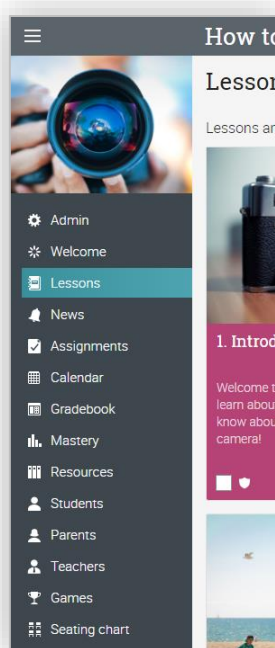 How to
Lesson
Lessons an
Admin
Welcome
Lessons
News
Assignments
Calendar
Gradebook
Mastery
Resources
Students
Parents
Teachers
Games
Seating chart
1. Introd
Welcome t
learn abou
know abou
camera!